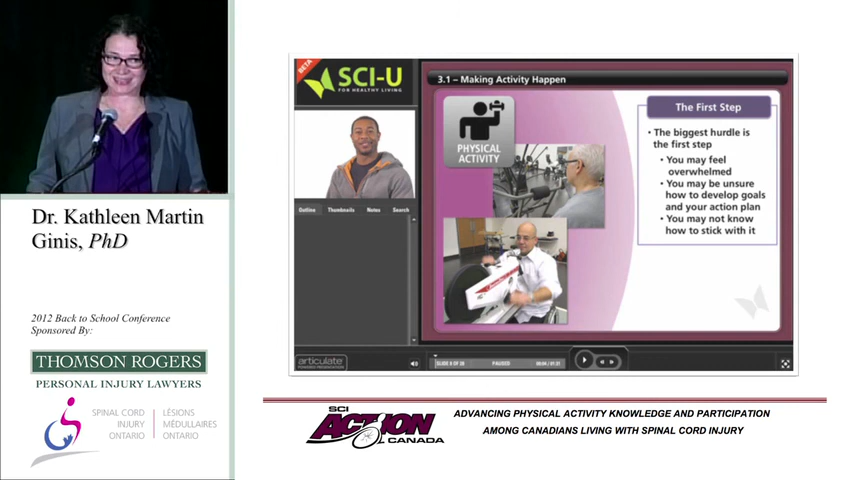 Dr. Kathleen Martin
Ginis, PhD
2012 Back to School Conference
Sponsored By:
THOMSON ROGERS
PERSONAL INJURY LAWYERS
SPINAL CORD
INJURY
ONTARIO
LÉSIONS
MÉDULLAIRES
ONTARIO
BETA
SCI-U
FOR HEALTHY LIVING
Outline Thumbnails Notes Search
articulate
3.1 – Making Activity Happen
PHYSICAL
ACTIVITY
The First Step
• The biggest hurdle is
the first step
• You may feel
overwhelmed
• You may be unsure
how to develop goals
and your action plan
• You may not know
how to stick with it
PAUSED
SCI
ACTION
CANADA
ADVANCING PHYSICAL ACTIVITY KNOWLEDGE AND PARTICIPATION
AMONG CANADIANS LIVING WITH SPINAL CORD INJURY